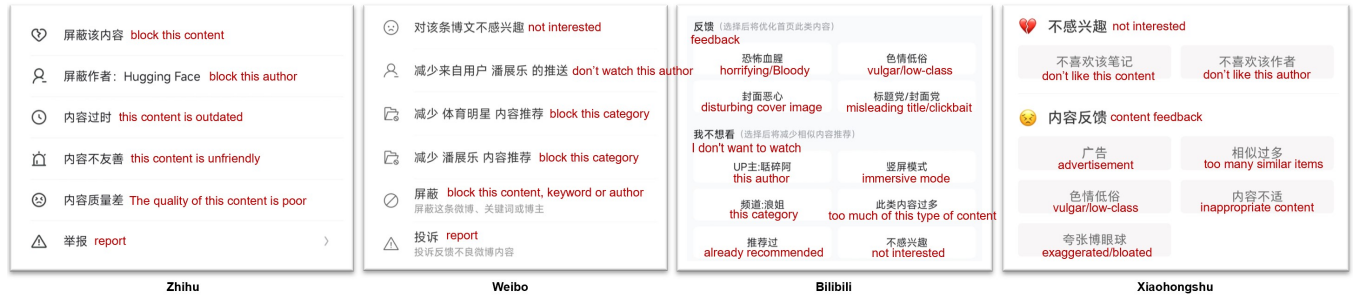 屏蔽该内容 block this content
屏蔽作者：Hugging Face block this author
内容过时 this content is outdated
内容不友善 this content is unfriendly
内容质量差 The quality of this content is poor
举报 report
Zhihu
对该条博文不感兴趣 not interested
减少来自用户 潘展乐 的推送 don't watch this author
减少 体育明星 内容推荐 block this category
减少 潘展乐 内容推荐 block this category
屏蔽 block this content, keyword or author
屏蔽这条微博、关键词或博主
投诉 report
投诉反馈不良微博内容
Weibo
反馈（选择后将优化首页此类内容）
feedback
恐怖血腥 色情低俗
horrifying/Bloody vulgar/low-class
封面恶心 标题党/封面党
disturbing cover image misleading title/clickbait
我不想看（选择后将减少相似内容推荐）
I don't want to watch
UP主:聒碎阿 竖屏模式
this author immersive mode
频道:浪姐 此类内容过多
this category too much of this type of content
推荐过 不感兴趣
already recommended not interested
Bilibili
不感兴趣 not interested
不喜欢该笔记 不喜欢该作者
don't like this content don't like this author
内容反馈 content feedback
广告 相似过多
advertisement too many similar items
色情低俗 内容不适
vulgar/low-class inappropriate content
夸张博眼球
exaggerated/bloated
Xiaohongshu